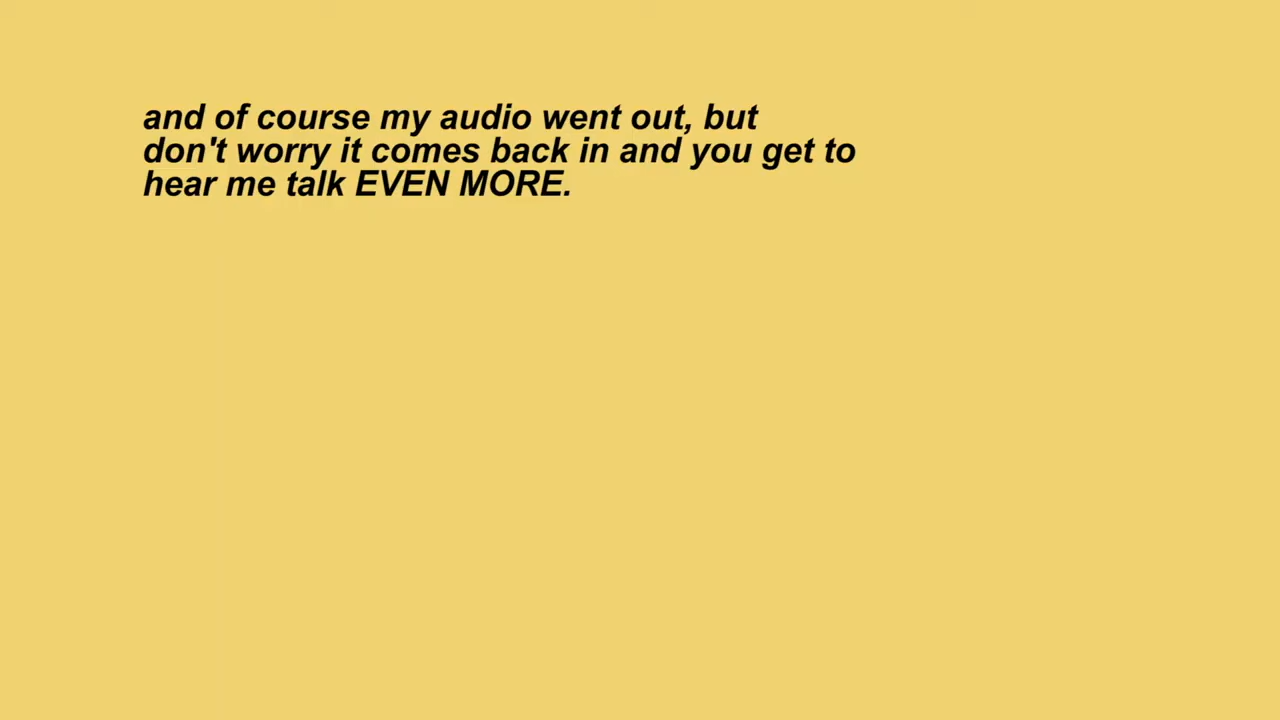 and of course my audio went out, but
don't worry it comes back in and you get to
hear me talk EVEN MORE.